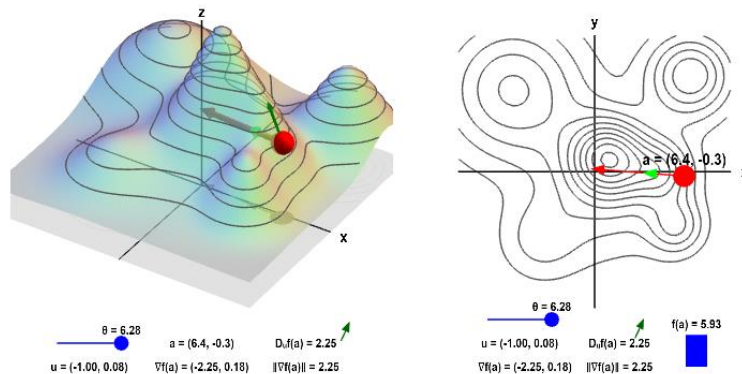 z
x
θ = 6.28
a = (6.4, -0.3)
Duf(a) = 2.25
u = (-1.00, 0.08)
∇f(a) = (-2.25, 0.18)
‖∇f(a)‖ = 2.25
y
a = (6.4, -0.3)
x
θ = 6.28
Duf(a) = 2.25
f(a) = 5.93
u = (-1.00, 0.08)
∇f(a) = (-2.25, 0.18)
‖∇f(a)‖ = 2.25